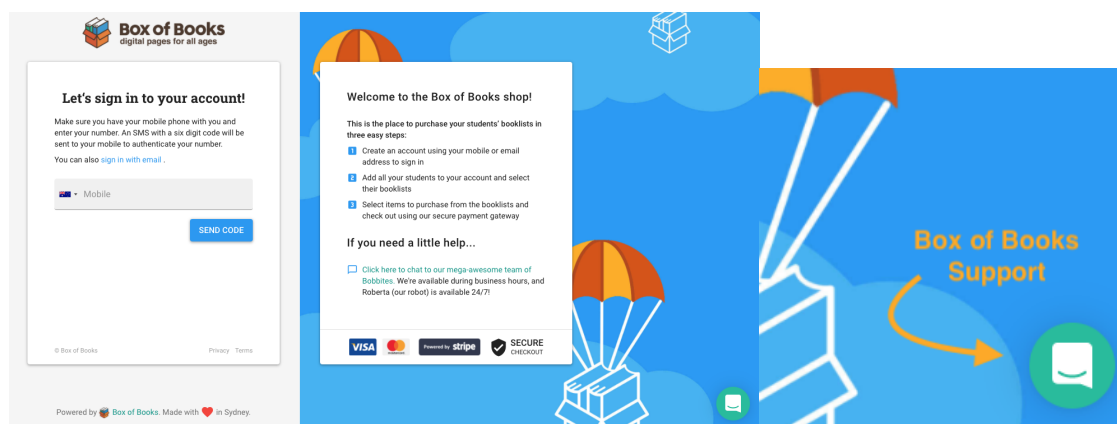 Box of Books
digital pages for all ages
Let's sign in to your account!
Make sure you have your mobile phone with you and
enter your number. An SMS with a six digit code will be
sent to your mobile to authenticate your number.
You can also sign in with email .
Mobile
SEND CODE
© Box of Books
Privacy Terms
Powered by Box of Books. Made with ❤️ in Sydney.
Welcome to the Box of Books shop!
This is the place to purchase your students' booklists in
three easy steps:
1 Create an account using your mobile or email
address to sign in
2 Add all your students to your account and select
their booklists
3 Select items to purchase from the booklists and
check out using our secure payment gateway
If you need a little help...
Click here to chat to our mega-awesome team of
Bobbites. We're available during business hours, and
Roberta (our robot) is available 24/7!
VISA
Powered by stripe
SECURE
CHECKOUT
Box of Books
Support